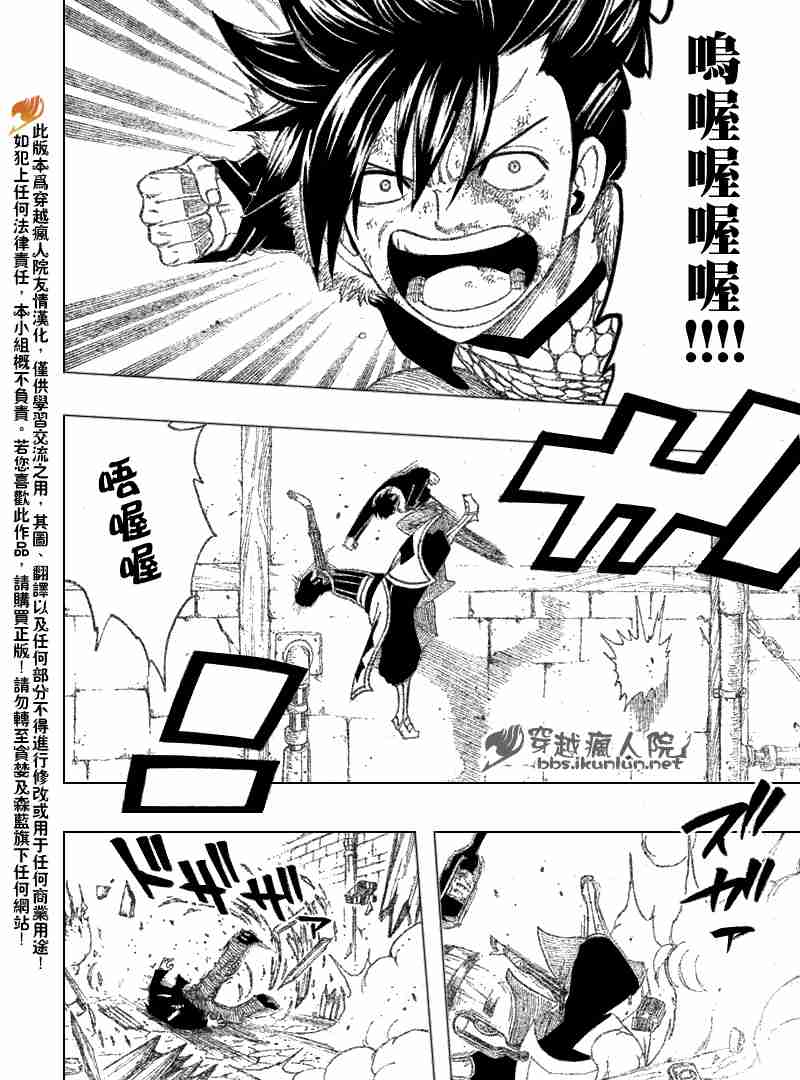 嗚喔喔喔喔!!!!
唔喔喔
ズガァ
ドギギァ
穿越瘋人院
bbs.ikunlun.net
此版本爲穿越瘋人院友情漢化，僅供學習交流之用，其圖、翻譯以及任何部分不得進行修改或用于任何商業用途！
如犯上任何法律責任，本小組概不負責。若您喜歡此作品，請購買正版！請勿轉至貪婪及森藍旗下任何網站！